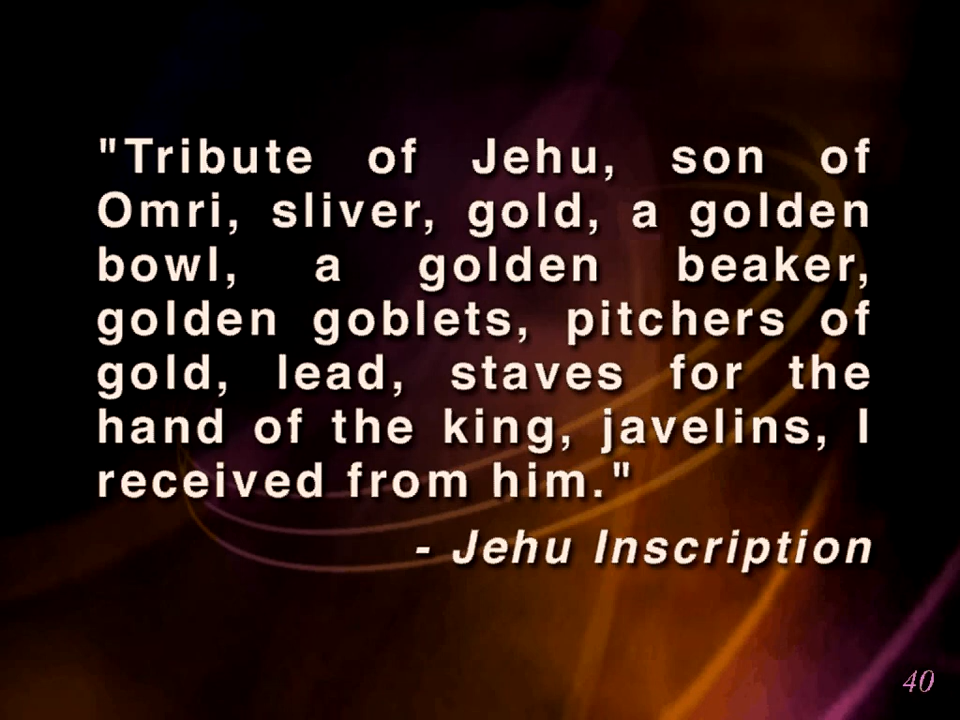 "Tribute of Jehu, son of
Omri, sliver, gold, a golden
bowl, a golden beaker,
golden goblets, pitchers of
gold, lead, staves for the
hand of the king, javelins, I
received from him."
- Jehu Inscription
40